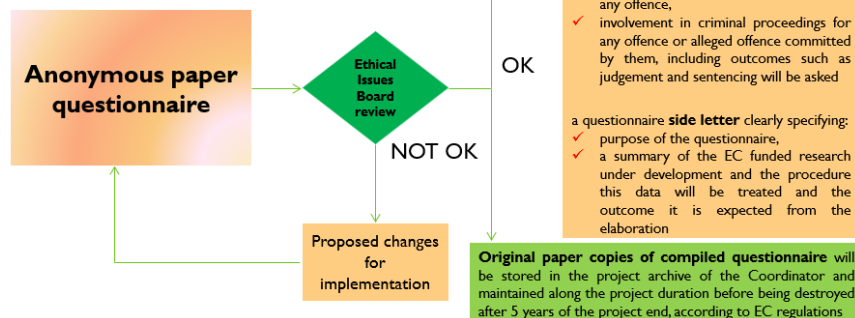 any offence,
✓ involvement in criminal proceedings for
any offence or alleged offence committed
by them, including outcomes such as
judgement and sentencing will be asked
Anonymous paper
questionnaire
Ethical
Issues
Board
review
OK
NOT OK
a questionnaire side letter clearly specifying:
✓ purpose of the questionnaire,
✓ a summary of the EC funded research
under development and the procedure
this data will be treated and the
outcome it is expected from the
elaboration
Proposed changes
for
implementation
Original paper copies of compiled questionnaire will
be stored in the project archive of the Coordinator and
maintained along the project duration before being destroyed
after 5 years of the project end, according to EC regulations